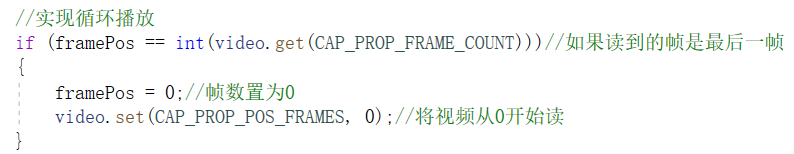 //实现循环播放
if (framePos == int(video.get(CAP_PROP_FRAME_COUNT)))//如果读到的帧是最后一帧
{
framePos = 0;//帧数置为0
video.set(CAP_PROP_POS_FRAMES, 0);//将视频从0开始读
}